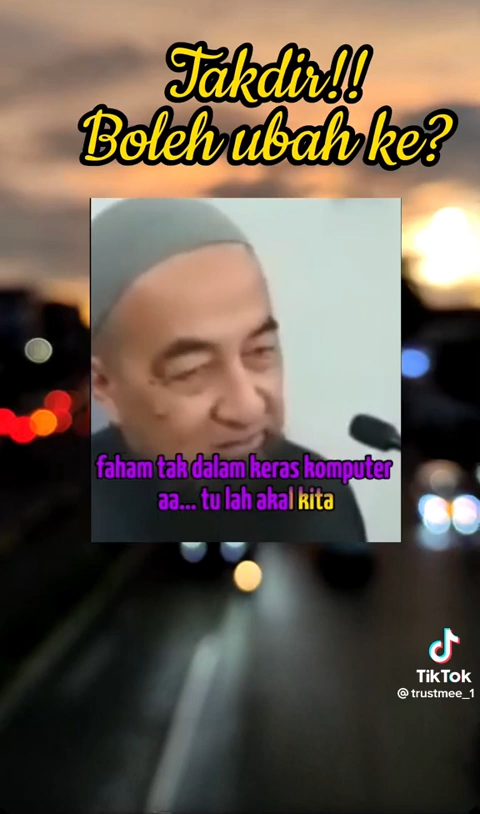 Takdir!!
Boleh ubah ke?
faham tak dalam keras komputer
aa... tu lah akal kita
TikTok
@trustmee_1